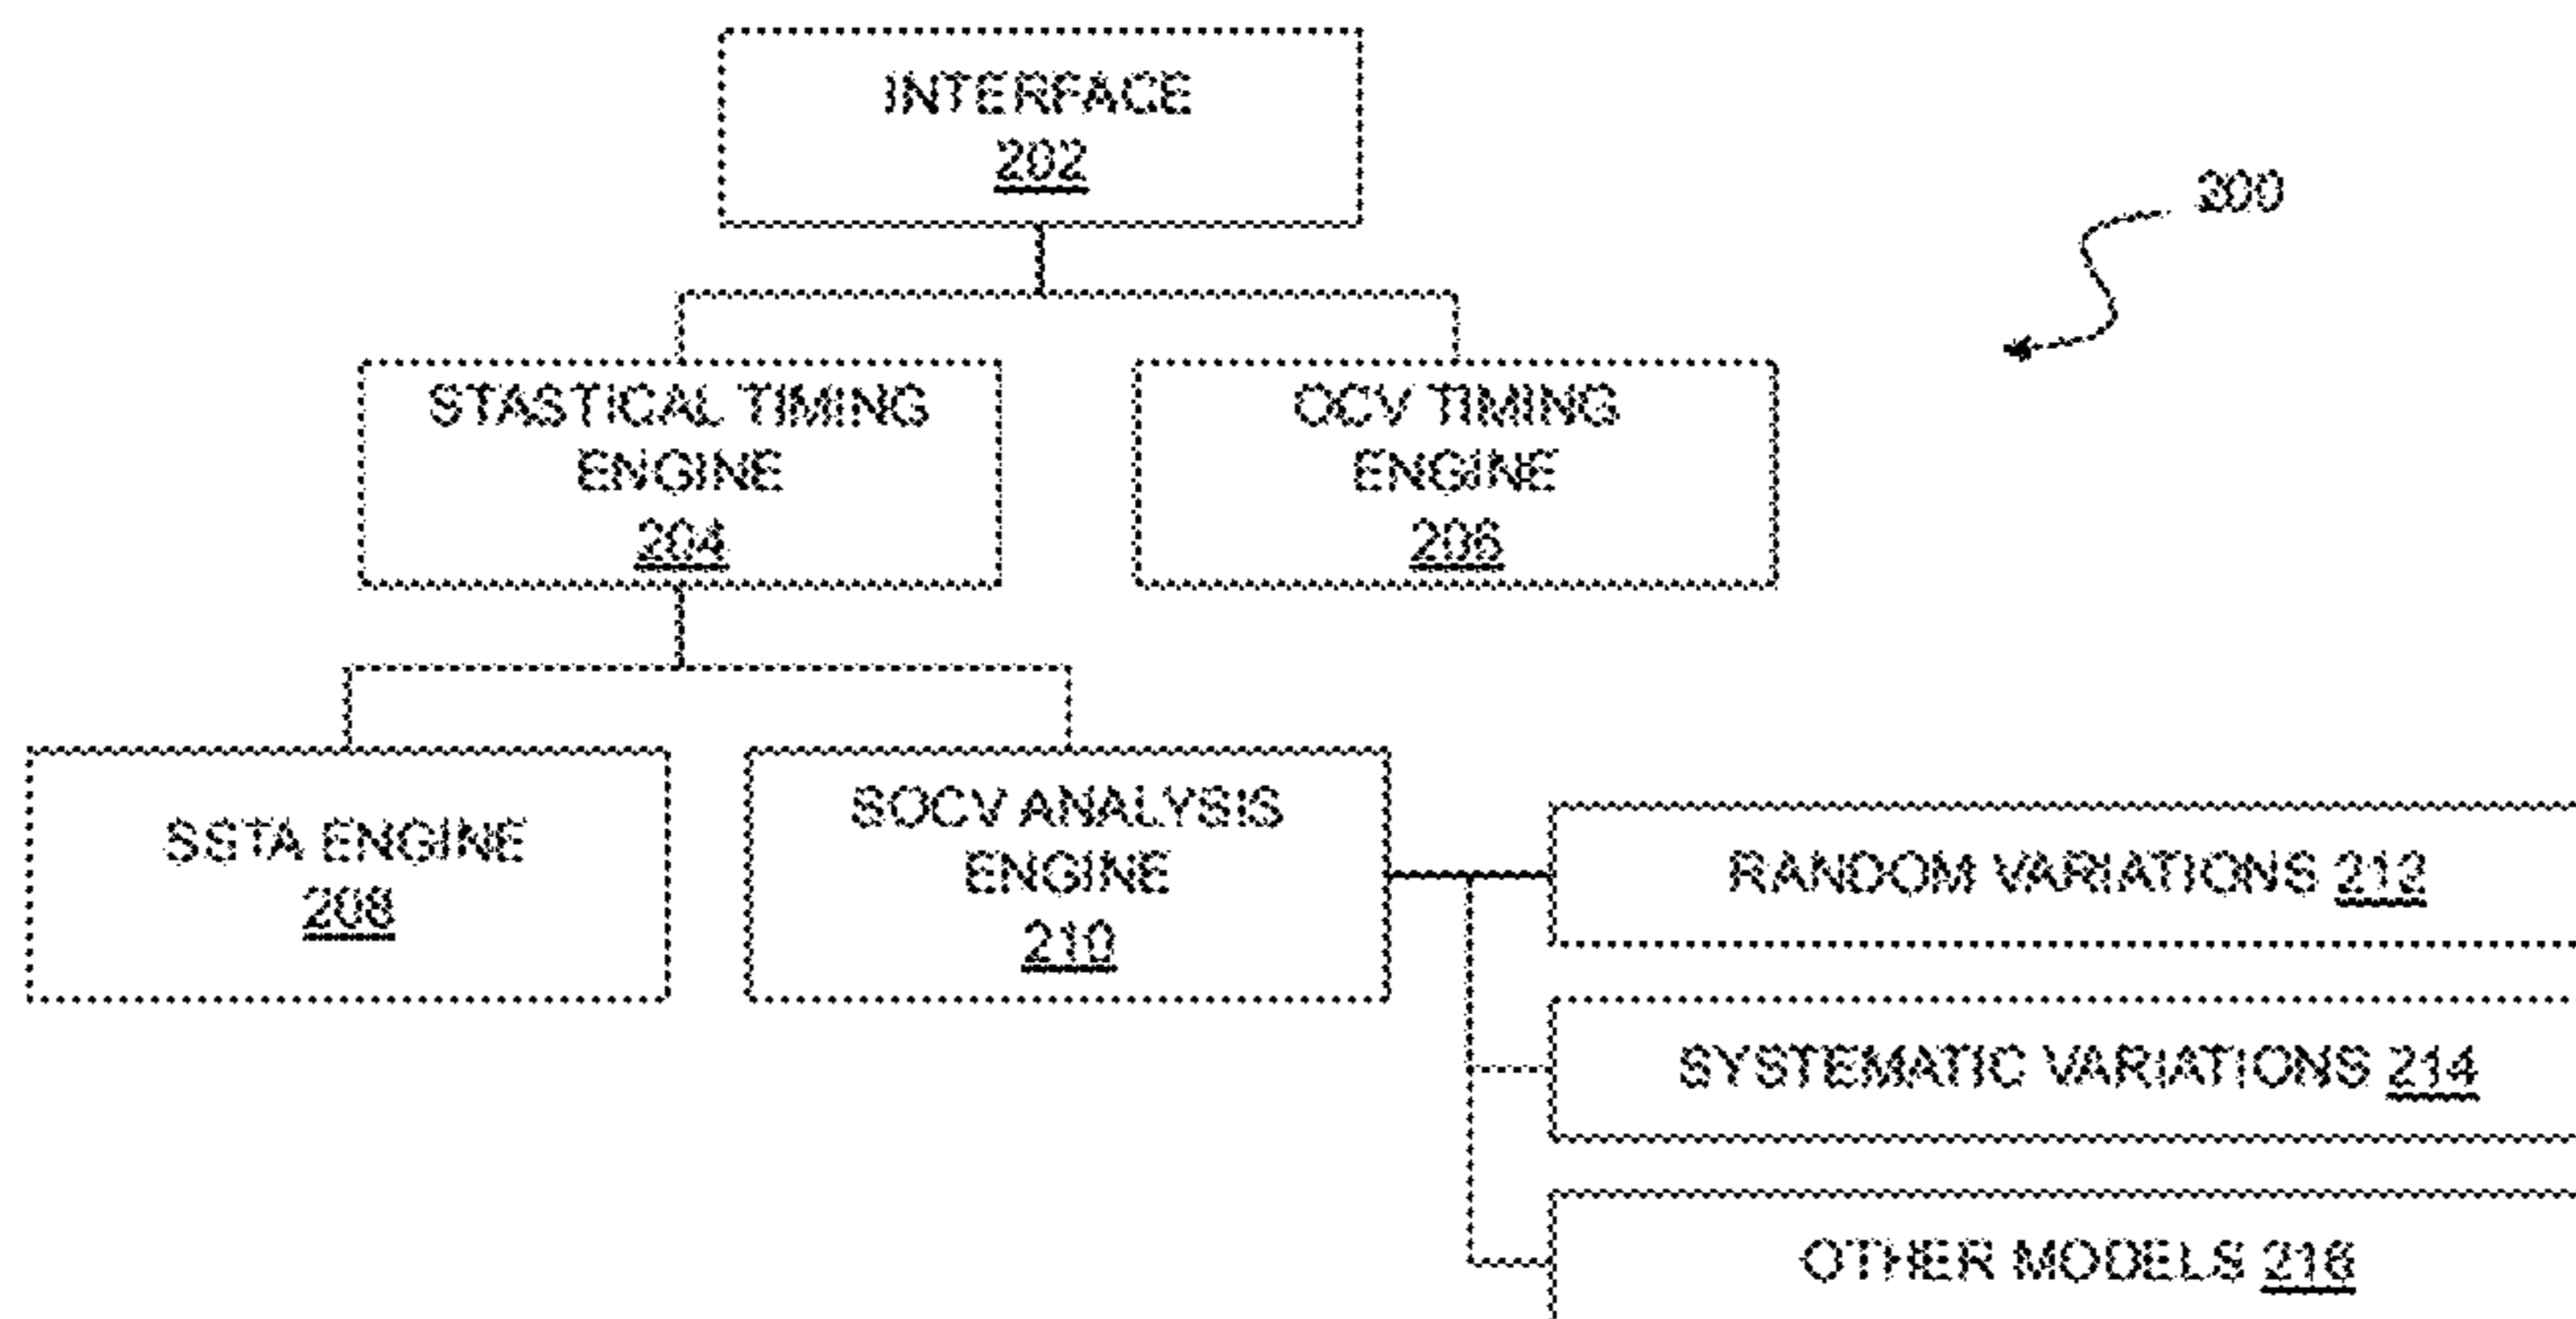 INTERFACE
202
200
STASTICAL TIMING
ENGINE
204
OCV TIMING
ENGINE
206
SSTA ENGINE
208
SOCV ANALYSIS
ENGINE
210
RANDOM VARIATIONS 212
SYSTEMATIC VARIATIONS 214
OTHER MODELS 216